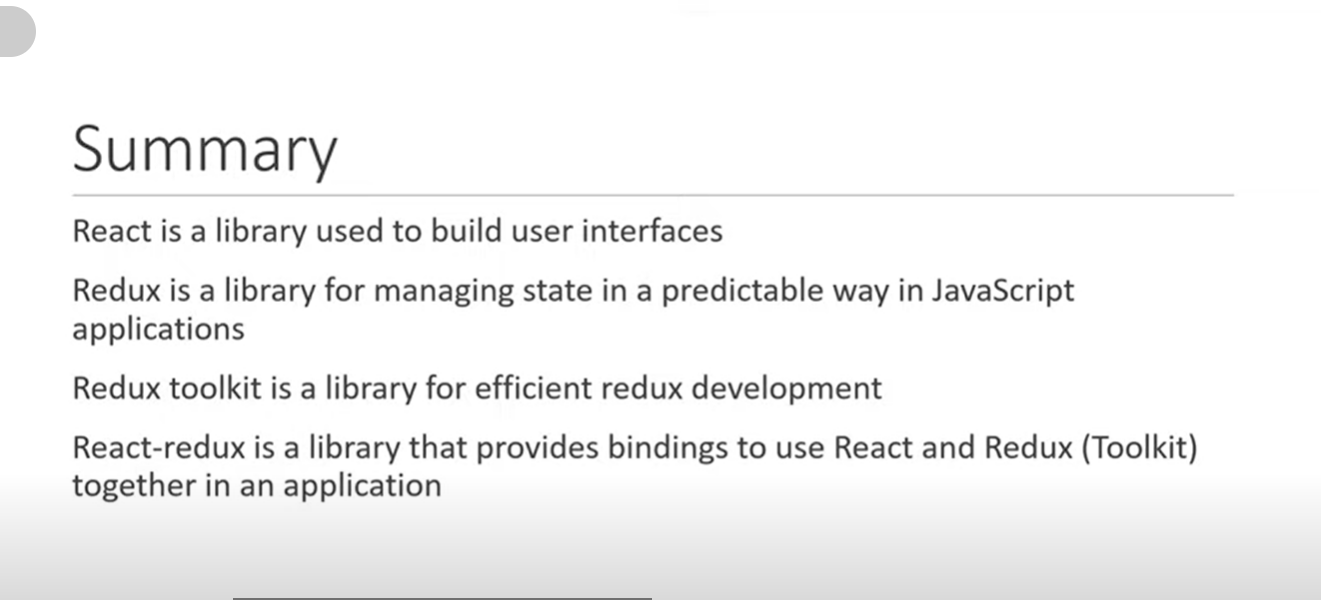 Summary
React is a library used to build user interfaces
Redux is a library for managing state in a predictable way in JavaScript
applications
Redux toolkit is a library for efficient redux development
React-redux is a library that provides bindings to use React and Redux (Toolkit)
together in an application